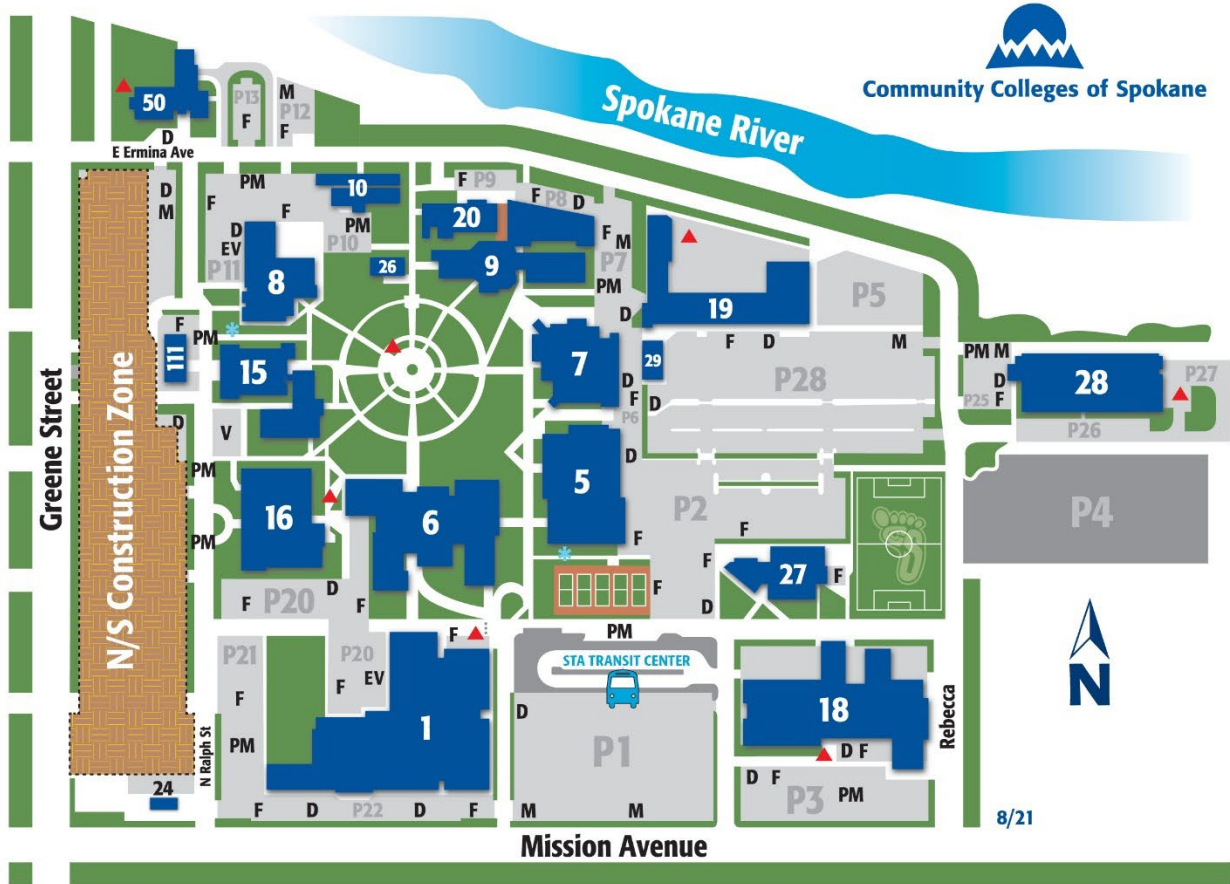 Community Colleges of Spokane
Spokane River
50
P13
F
M
P12
F
D
E Ermina Ave
PM
10
F
P9
P8
D
F
D
M
F
F
PM
P10
20
F
M
P7
D
EV
P11
8
26
9
PM
19
P5
F
PM
15
111
7
D
29
F
D
M
D
F
P6
D
P28
PM
M
D
P25
F
28
P27
P26
D
V
PM
16
6
5
D
P2
F
P4
PM
F
F
27
F
P20
F
D
F
F
D
Greene Street
N/S Construction Zone
P21
F
PM
P20
F
EV
F
1
PM
STA TRANSIT CENTER
D
P1
18
D
F
Rebecca
N
N Ralph St
24
F
D
P22
D
F
M
M
D
F
P3
PM
8/21
Mission Avenue